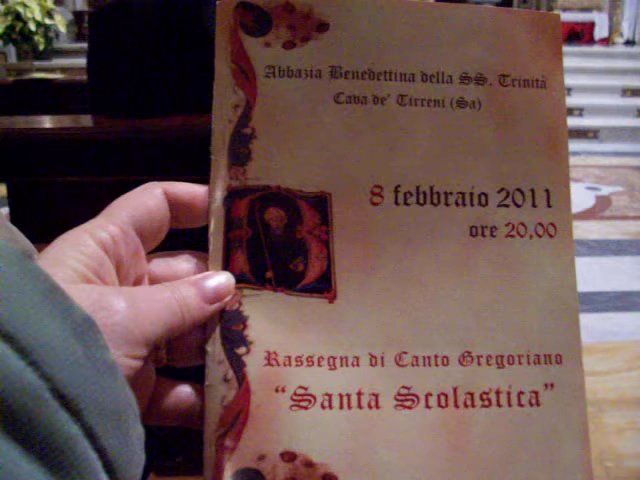 Abbazia Benedettina della SS. Trinità
Cava de' Tirreni (Sa)
8 febbraio 2011
ore 20,00
Rassegna di Canto Gregoriano
“Santa Scolastica”